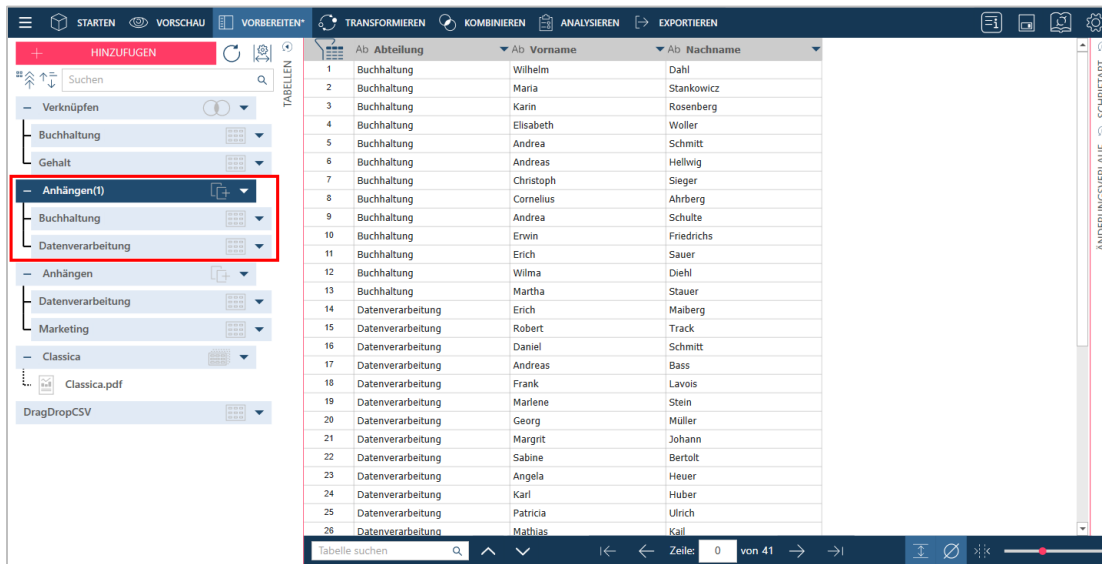 STARTEN VORSCHAU VORBEREITEN* TRANSFORMIEREN KOMBINIEREN ANALYSIEREN EXPORTIEREN
HINZUFÜGEN
Suchen
TABELLEN
Verknüpfen
Buchhaltung
Gehalt
Anhängen(1)
Buchhaltung
Datenverarbeitung
Anhängen
Datenverarbeitung
Marketing
Classica
Classica.pdf
DragDropCSV
Ab Abteilung Ab Vorname Ab Nachname
1 Buchhaltung Wilhelm Dahl
2 Buchhaltung Maria Stankowicz
3 Buchhaltung Karin Rosenberg
4 Buchhaltung Elisabeth Woller
5 Buchhaltung Andrea Schmitt
6 Buchhaltung Andreas Hellwig
7 Buchhaltung Christoph Sieger
8 Buchhaltung Cornelius Ahrberg
9 Buchhaltung Andrea Schulte
10 Buchhaltung Erwin Friedrichs
11 Buchhaltung Erich Sauer
12 Buchhaltung Wilma Diehl
13 Buchhaltung Martha Stauer
14 Datenverarbeitung Erich Maiberg
15 Datenverarbeitung Robert Track
16 Datenverarbeitung Daniel Schmitt
17 Datenverarbeitung Andreas Bass
18 Datenverarbeitung Frank Lavois
19 Datenverarbeitung Marlene Stein
20 Datenverarbeitung Georg Müller
21 Datenverarbeitung Margrit Johann
22 Datenverarbeitung Sabine Bertolt
23 Datenverarbeitung Angela Heuer
24 Datenverarbeitung Karl Huber
25 Datenverarbeitung Patricia Ulrich
26 Datenverarbeitung Mathias Kail
Tabelle suchen Zeile: 0 von 41
SCHRIFTART
ÄNDERUNGSVERLAUF